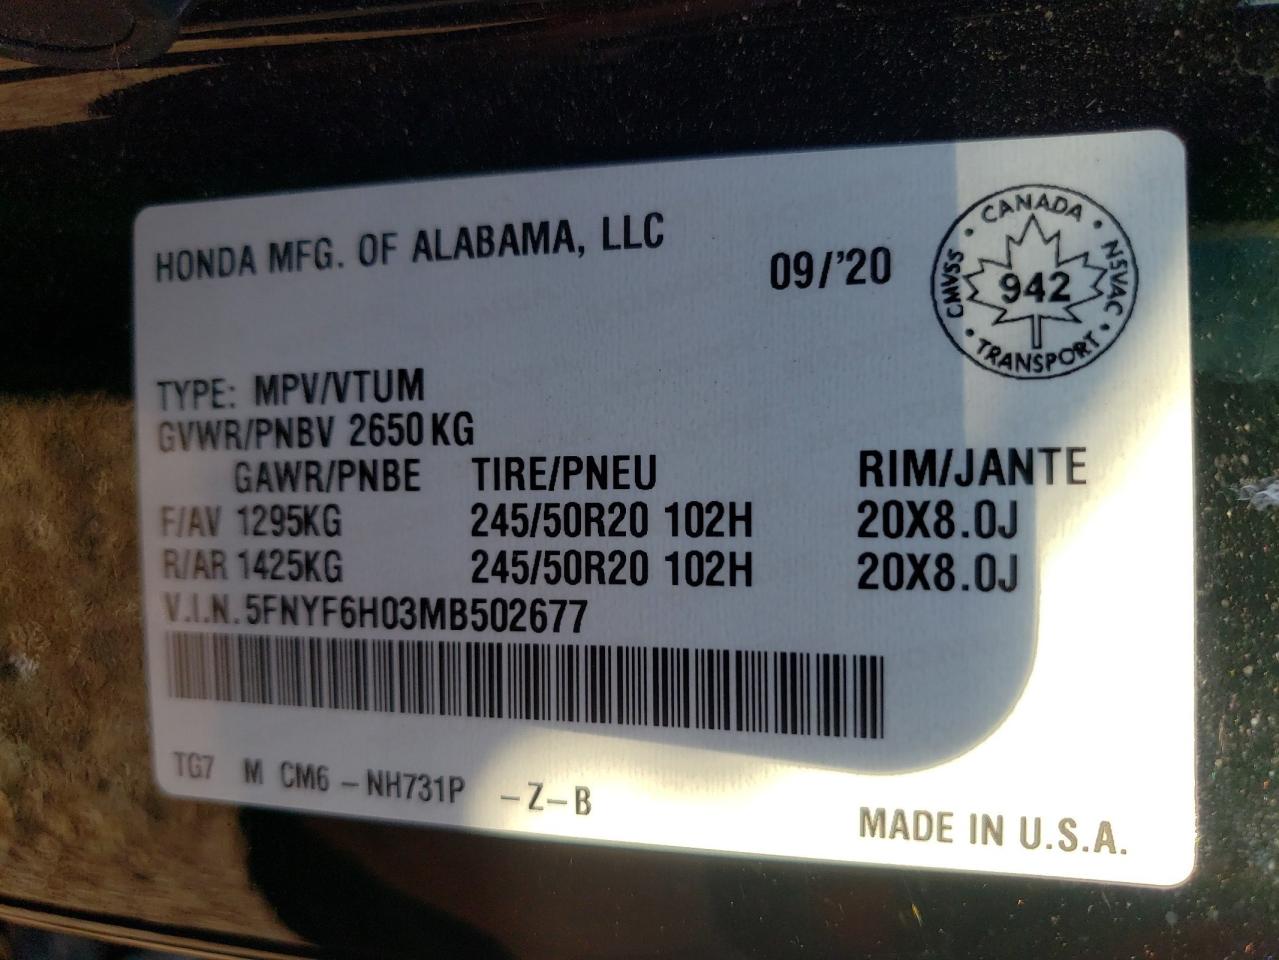 HONDA MFG. OF ALABAMA, LLC
09/'20
CANADA
CMVSS
942
NSVAC
TRANSPORT
TYPE: MPV/VTUM
GVWR/PNBV 2650 KG
GAWR/PNBE TIRE/PNEU RIM/JANTE
F/AV 1295KG 245/50R20 102H 20X8.0J
R/AR 1425KG 245/50R20 102H 20X8.0J
V.I.N. 5FNYF6H03MB502677
TG7 M CM6 – NH731P –Z–B
MADE IN U.S.A.